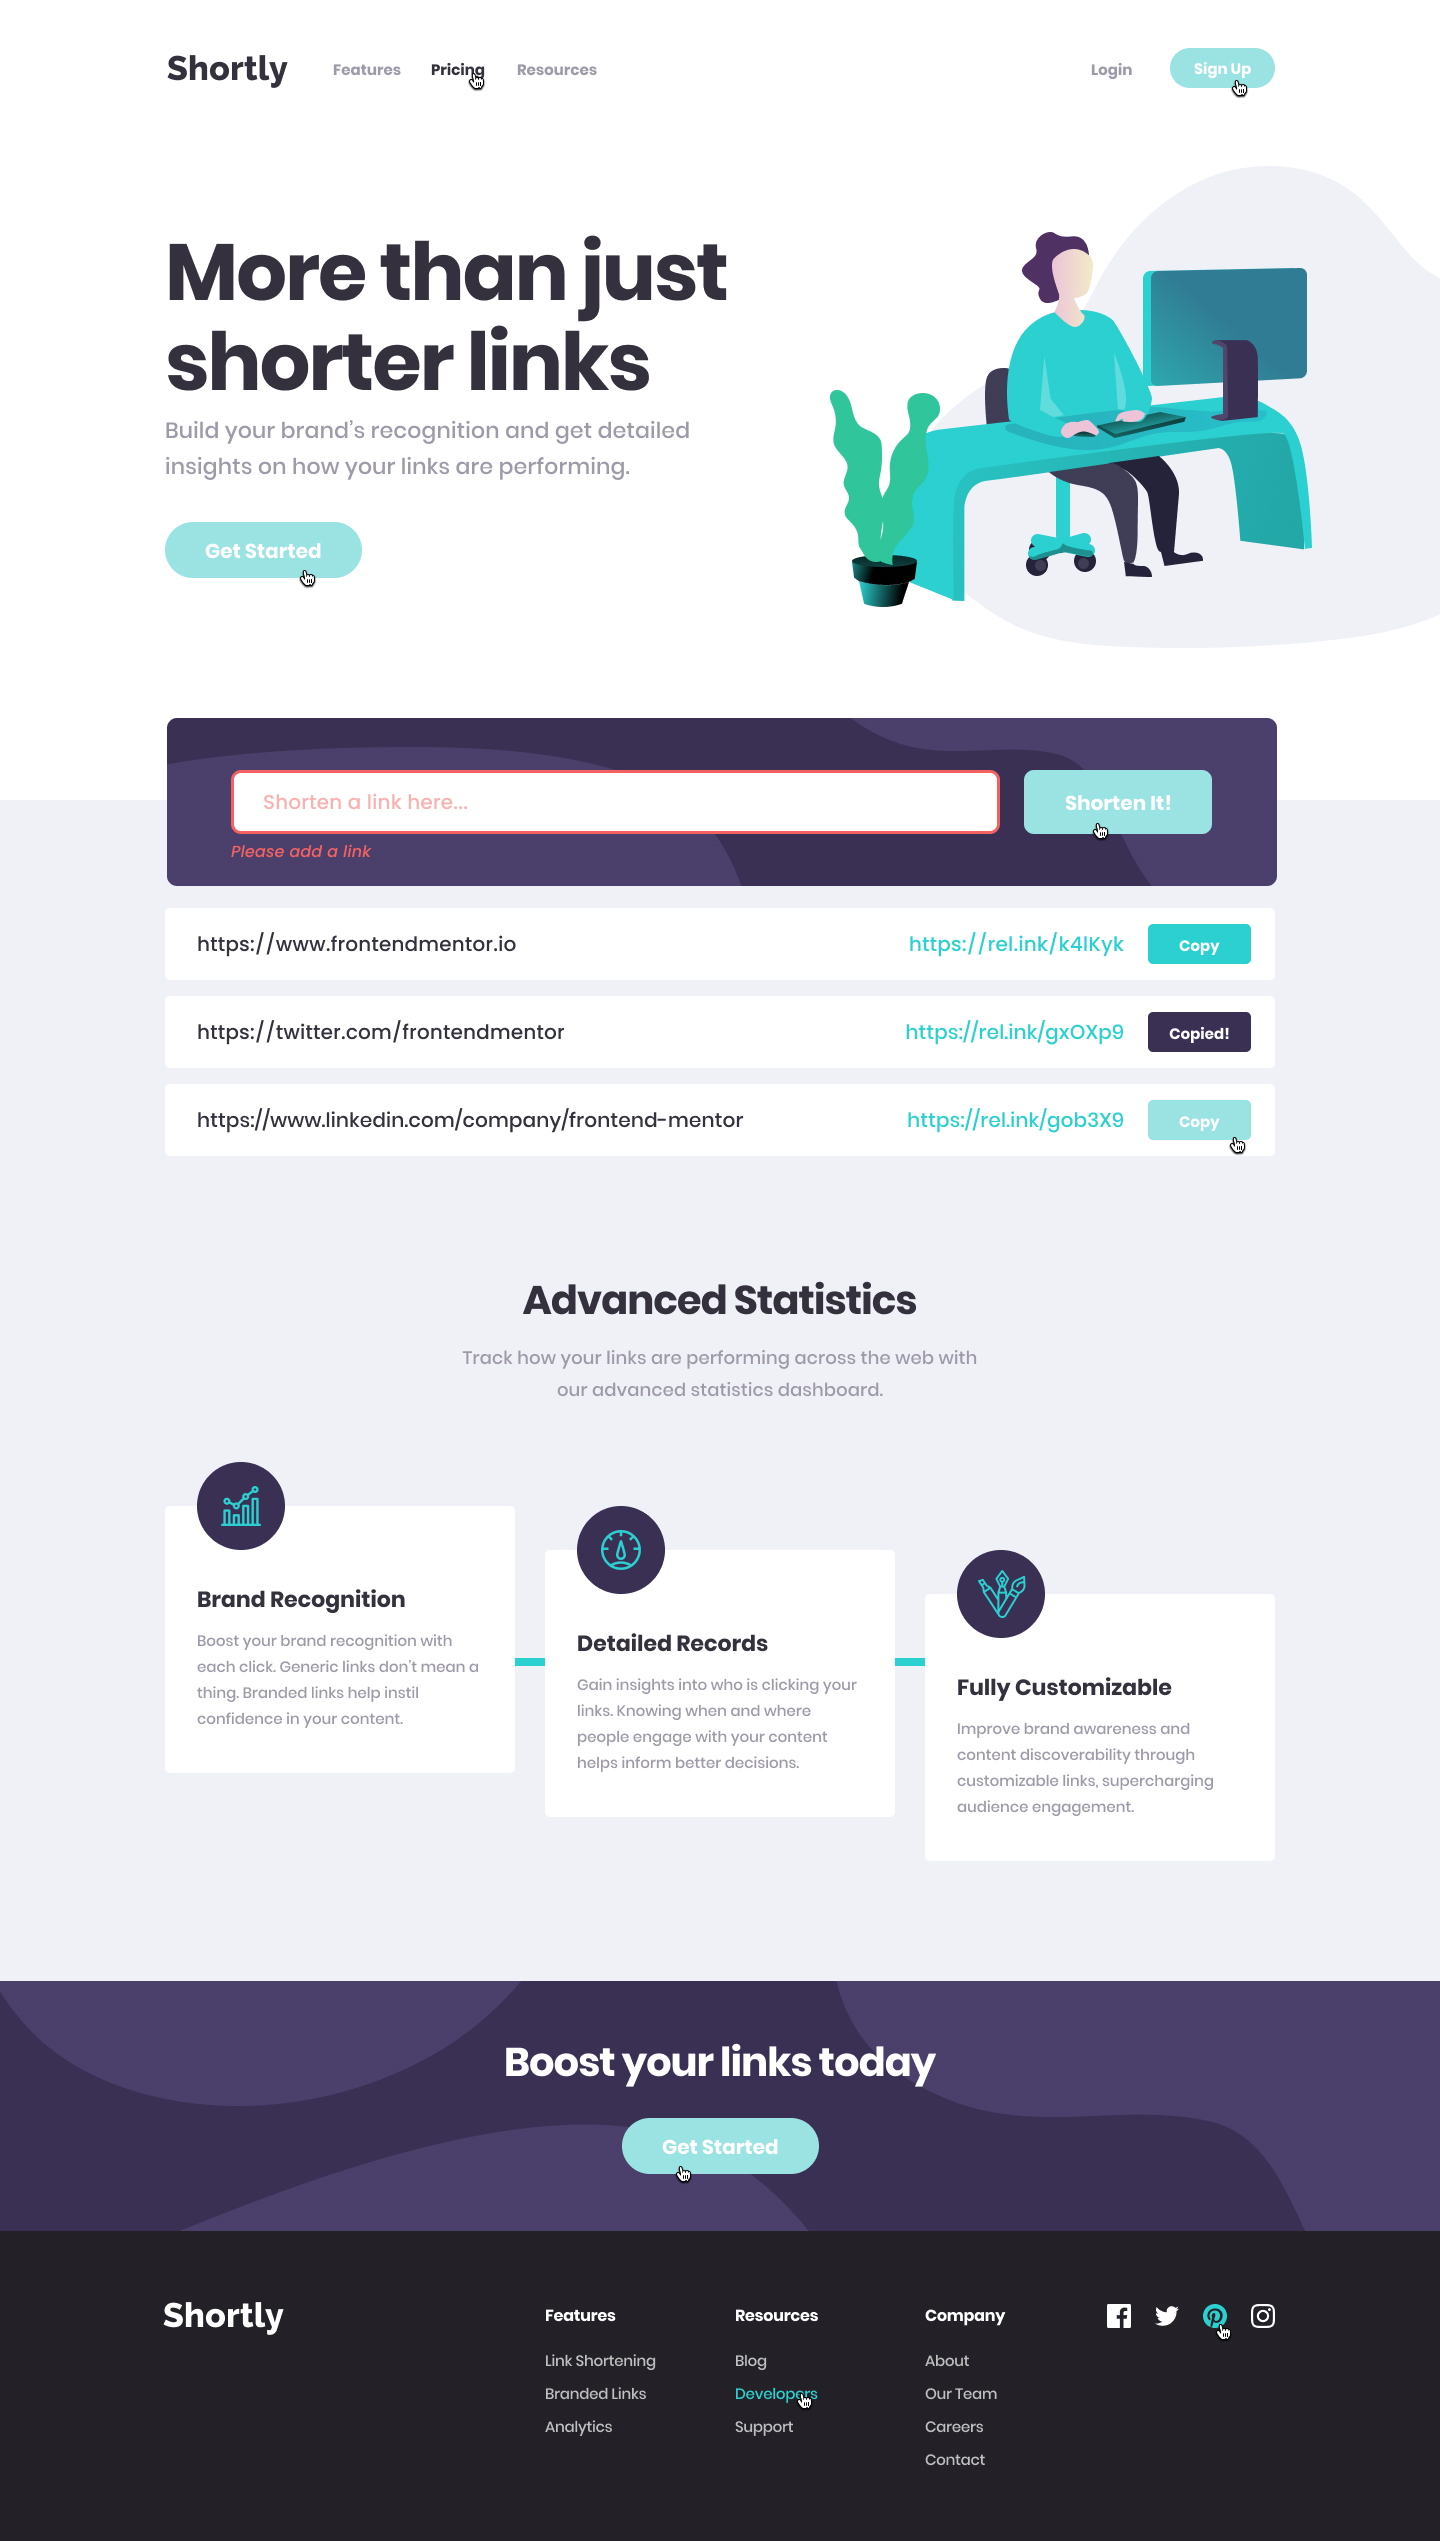 Shortly
Features
Pricing
Resources
Login
Sign Up
More than just
shorter links
Build your brand’s recognition and get detailed
insights on how your links are performing.
Get Started
Shorten a link here...
Shorten It!
Please add a link
https://www.frontendmentor.io
https://rel.ink/k4lKyk
Copy
https://twitter.com/frontendmentor
https://rel.ink/gxOXp9
Copied!
https://www.linkedin.com/company/frontend-mentor
https://rel.ink/gob3X9
Copy
Advanced Statistics
Track how your links are performing across the web with
our advanced statistics dashboard.
Brand Recognition
Boost your brand recognition with
each click. Generic links don’t mean a
thing. Branded links help instil
confidence in your content.
Detailed Records
Gain insights into who is clicking your
links. Knowing when and where
people engage with your content
helps inform better decisions.
Fully Customizable
Improve brand awareness and
content discoverability through
customizable links, supercharging
audience engagement.
Boost your links today
Get Started
Shortly
Features
Link Shortening
Branded Links
Analytics
Resources
Blog
Developers
Support
Company
About
Our Team
Careers
Contact